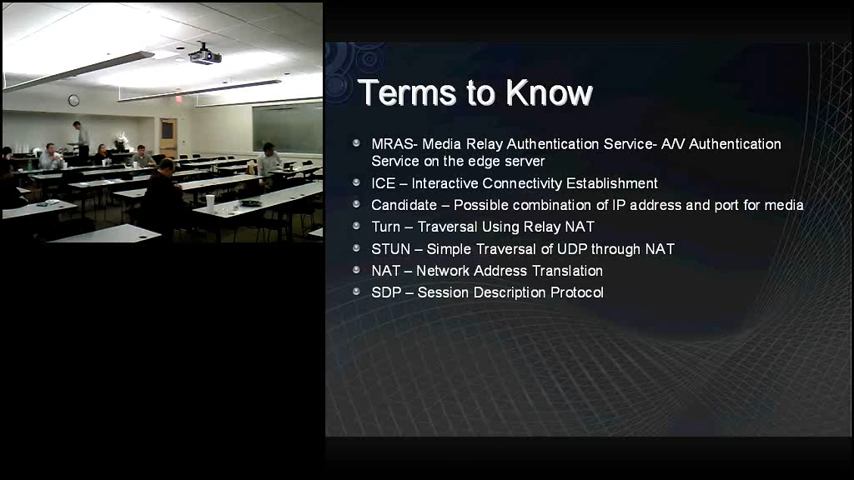 Terms to Know
MRAS- Media Relay Authentication Service- A/V Authentication
Service on the edge server
ICE – Interactive Connectivity Establishment
Candidate – Possible combination of IP address and port for media
Turn – Traversal Using Relay NAT
STUN – Simple Traversal of UDP through NAT
NAT – Network Address Translation
SDP – Session Description Protocol